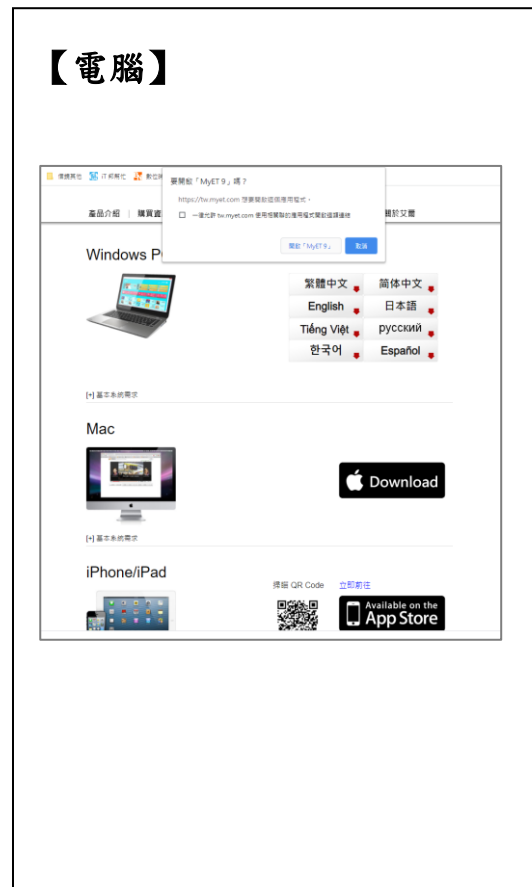 【電腦】
要開啟「MyET 9」嗎？
https://tw.myet.com 想要開啟這個應用程式。
一律允許 tw.myet.com 使用相關聯的應用程式開啟這類連結
開啟「MyET 9」 取消
產品介紹 | 購買資
關於艾爾
Windows P
繁體中文 简体中文
English 日本語
Tiếng Việt русский
한국어 Español
[+] 基本系統需求
Mac
Download
[+] 基本系統需求
iPhone/iPad
掃描 QR Code 立即前往
Available on the
App Store